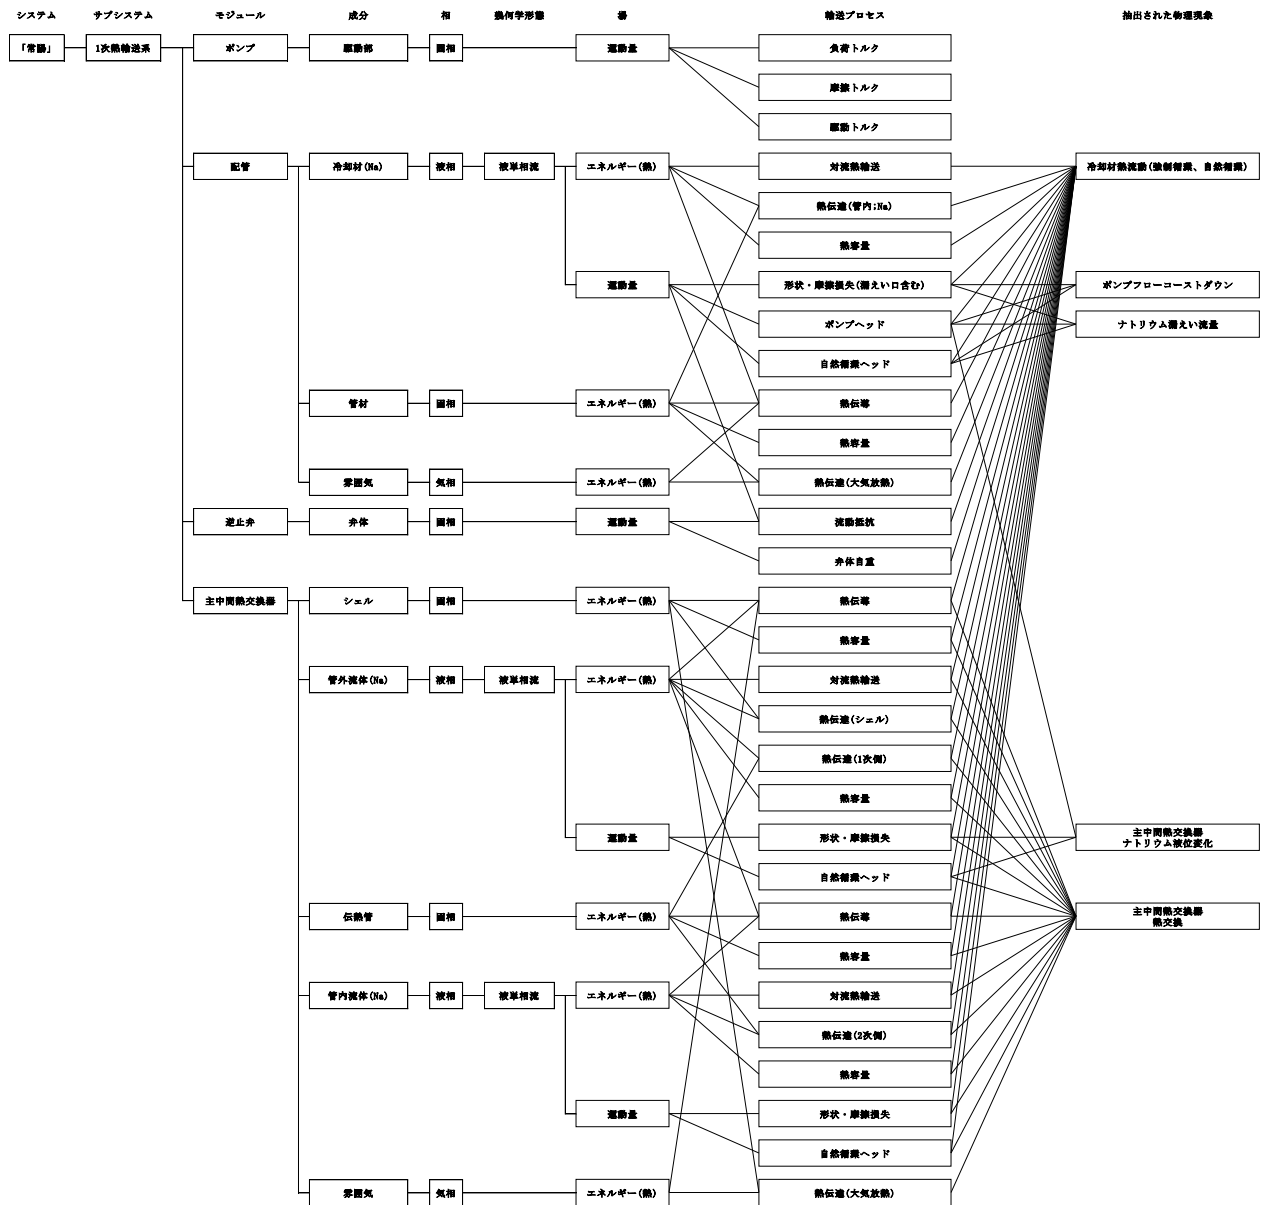 システム サブシステム モジュール 成分 相 幾何学形態 場 輸送プロセス 抽出された物理現象
「常陽」 1次熱輸送系 ポンプ 駆動部 固相 運動量 負荷トルク
摩擦トルク
駆動トルク
配管 冷却材(Na) 液相 液単相流 エネルギー(熱) 対流熱輸送 冷却材熱流動(強制循環、自然循環)
熱伝達(管内:Na)
熱容量
運動量 形状・摩擦損失(漏えい口含む) ポンプフローコーストダウン
ポンプヘッド ナトリウム漏えい流量
自然循環ヘッド
管材 固相 エネルギー(熱) 熱伝導
熱容量
雰囲気 気相 エネルギー(熱) 熱伝達(大気放熱)
逆止弁 弁体 固相 運動量 流動抵抗
弁体自重
主中間熱交換器 シェル 固相 エネルギー(熱) 熱伝導
熱容量
管外流体(Na) 液相 液単相流 エネルギー(熱) 対流熱輸送
熱伝達(シェル)
熱伝達(1次側)
熱容量
運動量 形状・摩擦損失 主中間熱交換器
ナトリウム液位変化
自然循環ヘッド
伝熱管 固相 エネルギー(熱) 熱伝導 主中間熱交換器
熱交換
熱容量
管内流体(Na) 液相 液単相流 エネルギー(熱) 対流熱輸送
熱伝達(2次側)
熱容量
運動量 形状・摩擦損失
自然循環ヘッド
雰囲気 気相 エネルギー(熱) 熱伝達(大気放熱)